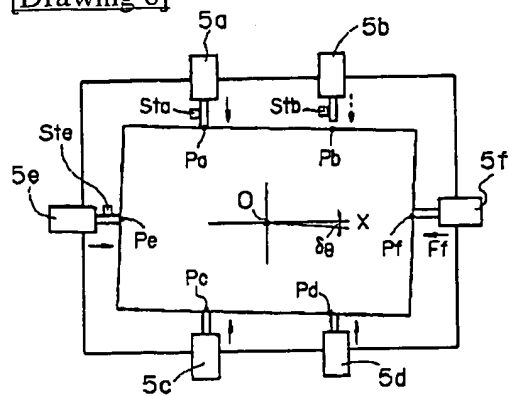 [Drawing 6]
5a
5b
Sta
Stb
Pa
Pb
Ste
5e
5f
O
X
δθ
Pe
Pf
Ff
Pc
Pd
5c
5d